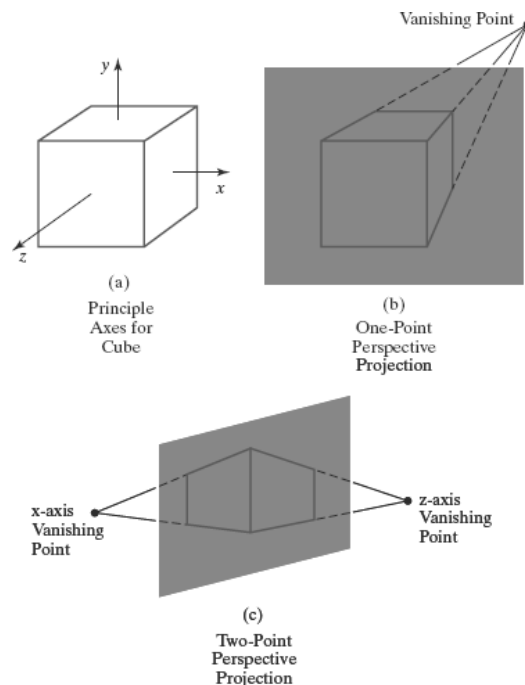 Vanishing Point
y
x
z
(a)
Principle
Axes for
Cube
(b)
One-Point
Perspective
Projection
x-axis
Vanishing
Point
z-axis
Vanishing
Point
(c)
Two-Point
Perspective
Projection